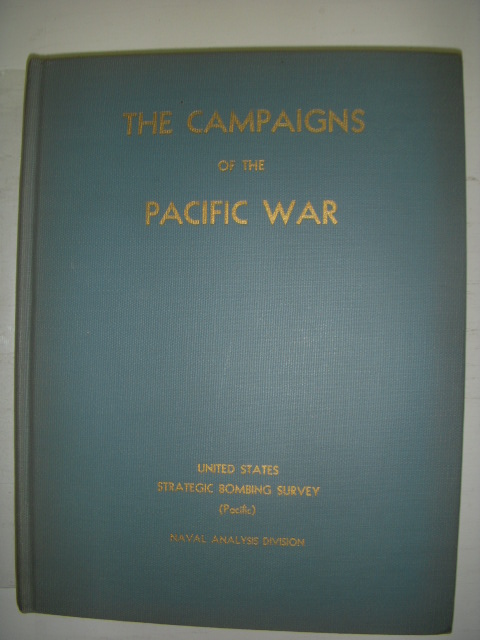 THE CAMPAIGNS
OF THE
PACIFIC WAR
UNITED STATES
STRATEGIC BOMBING SURVEY
(Pacific)
NAVAL ANALYSIS DIVISION